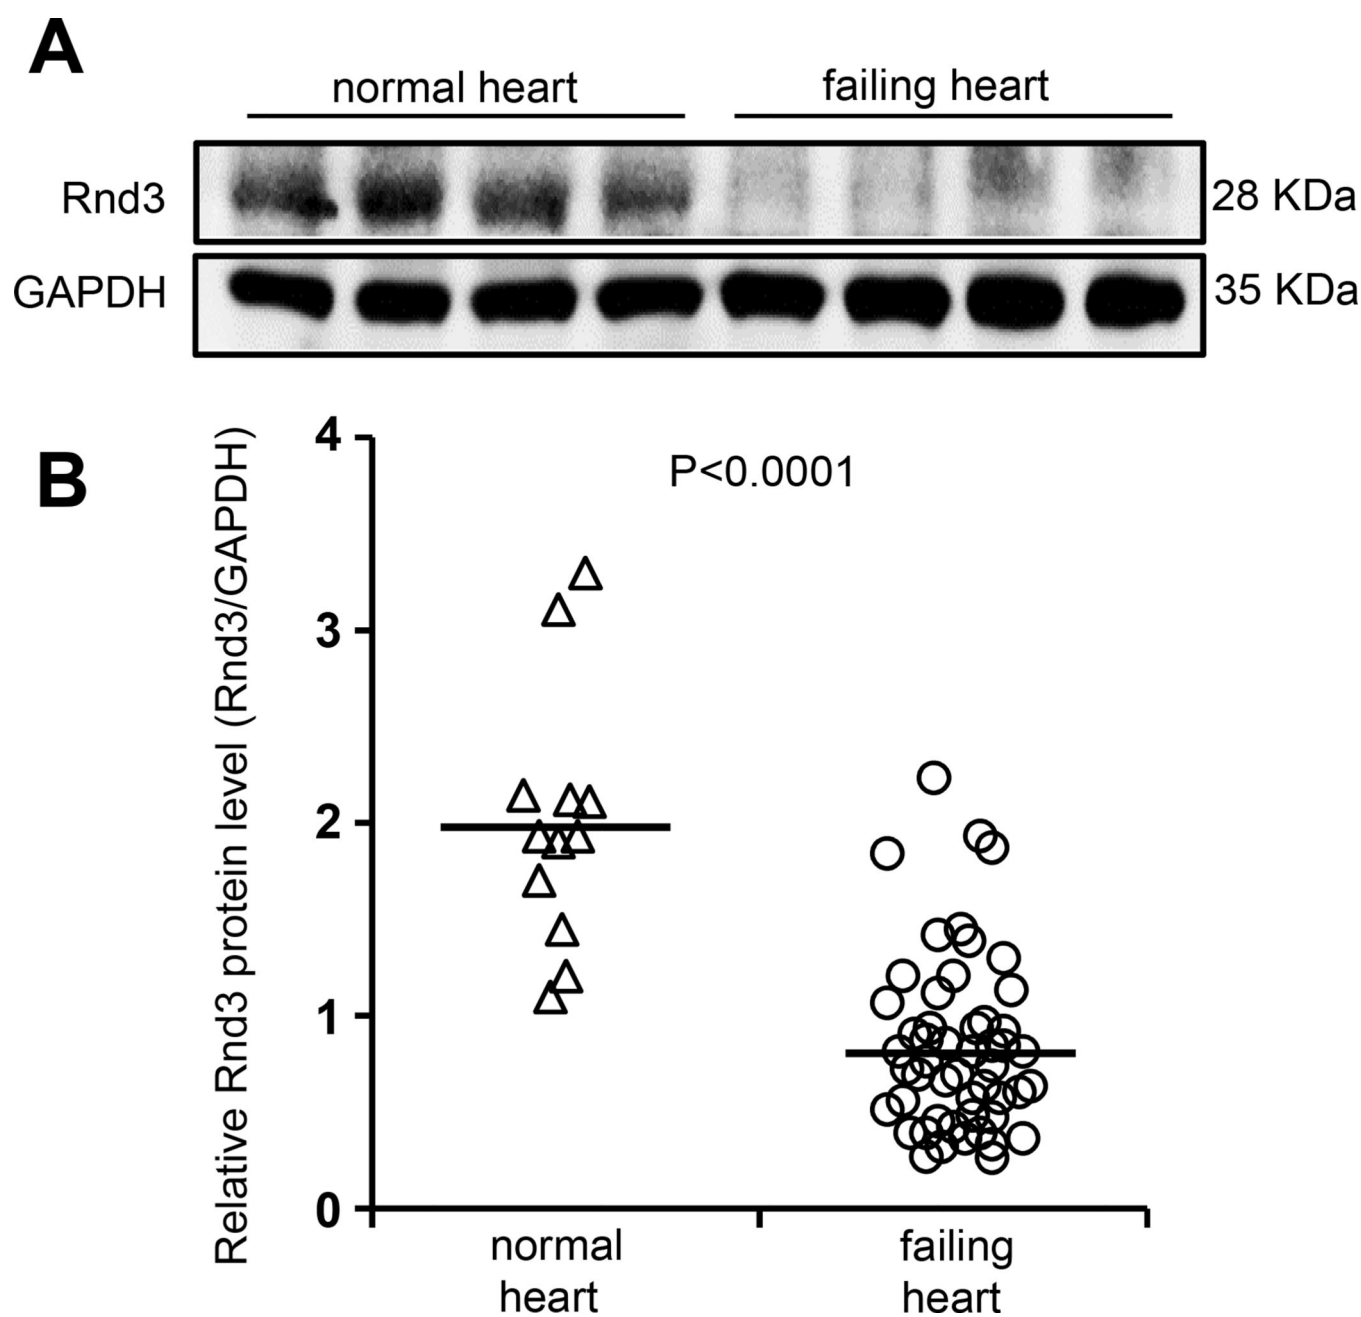 A
normal heart
failing heart
Rnd3
28 KDa
GAPDH
35 KDa
B
Relative Rnd3 protein level (Rnd3/GAPDH)
P<0.0001
4
3
2
1
0
normal
heart
failing
heart